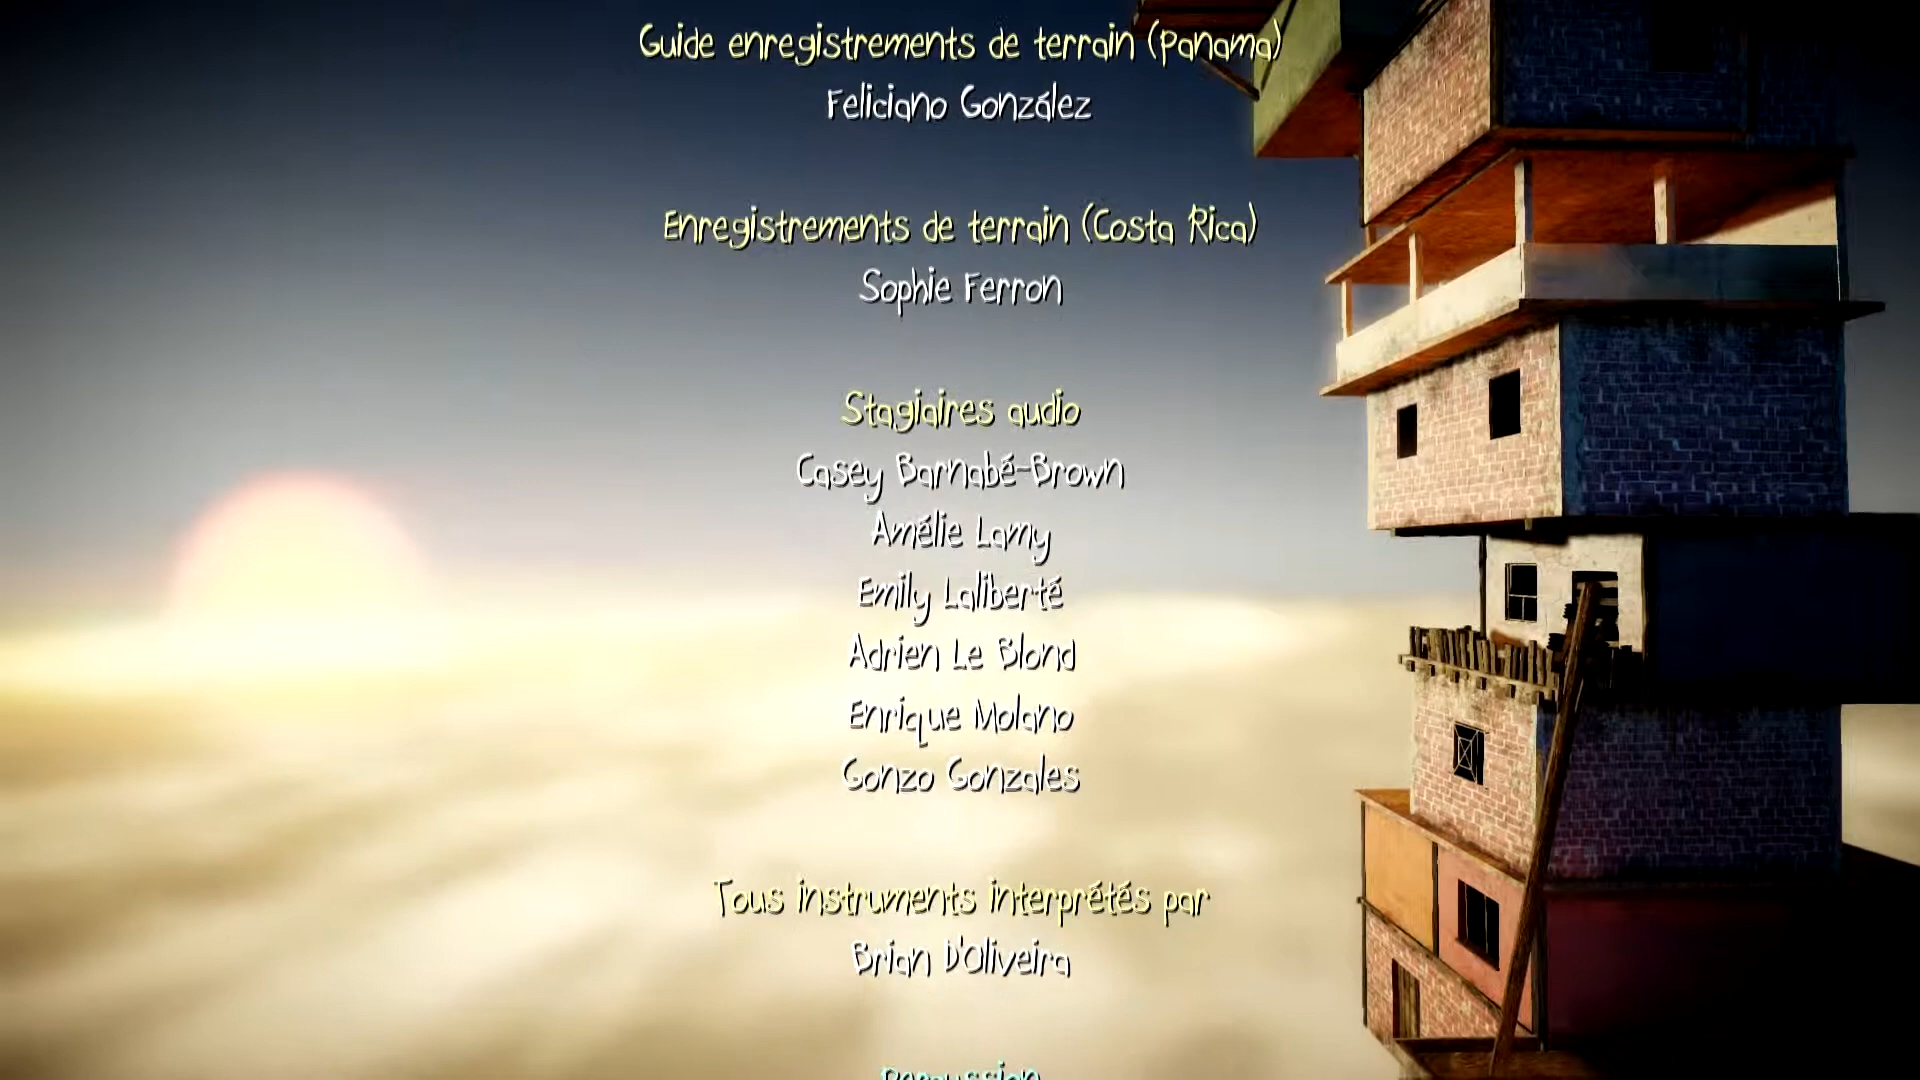 Guide enregistrements de terrain (Panama)
Feliciano González
Enregistrements de terrain (Costa Rica)
Sophie Ferron
Stagiaires audio
Casey Barnabé-Brown
Amélie Lamy
Emily Laliberté
Adrien Le Blond
Enrique Molano
Gonzo Gonzales
Tous instruments interprétés par
Brian D'Oliveira
Percussion